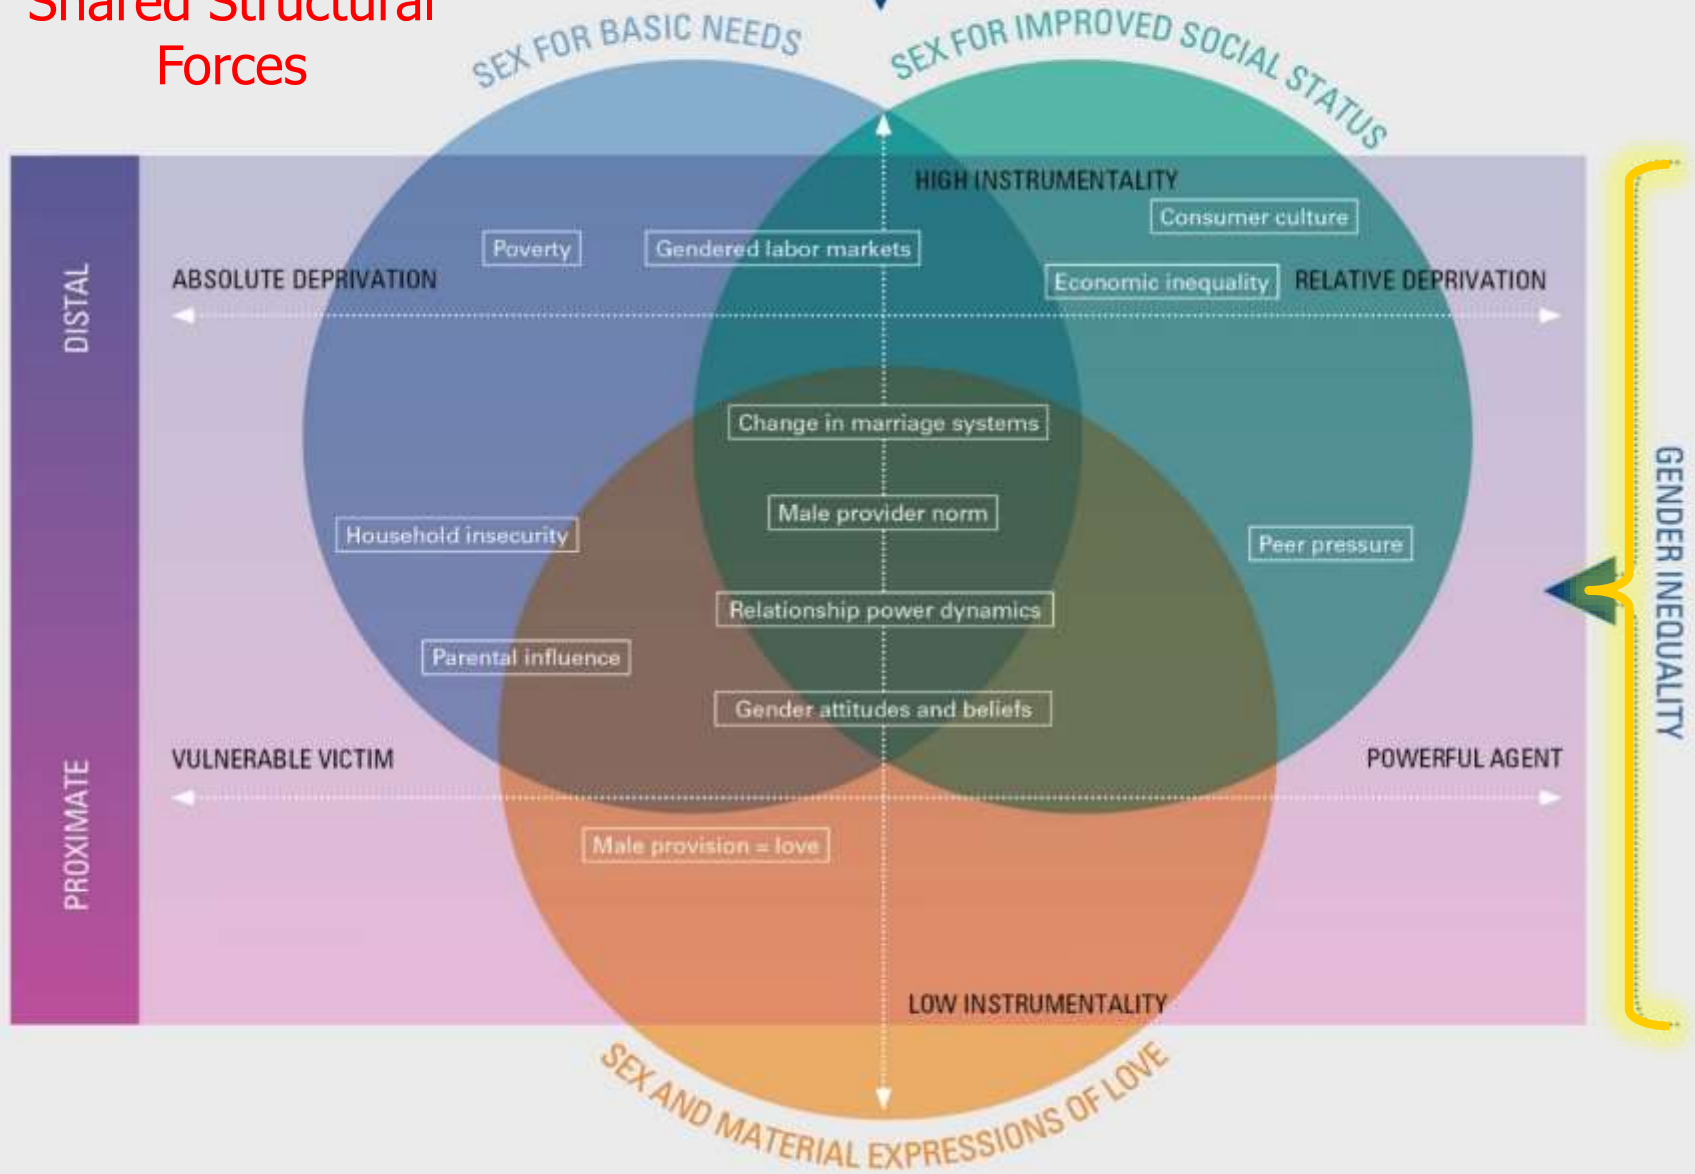 Shared Structural
Forces
SEX FOR BASIC NEEDS
SEX FOR IMPROVED SOCIAL STATUS
HIGH INSTRUMENTALITY
Consumer culture
Poverty
Gendered labor markets
ABSOLUTE DEPRIVATION
Economic inequality
RELATIVE DEPRIVATION
DISTAL
Change in marriage systems
Male provider norm
Household insecurity
Peer pressure
GENDER INEQUALITY
Relationship power dynamics
Parental influence
Gender attitudes and beliefs
VULNERABLE VICTIM
POWERFUL AGENT
PROXIMATE
Male provision = love
LOW INSTRUMENTALITY
SEX AND MATERIAL EXPRESSIONS OF LOVE